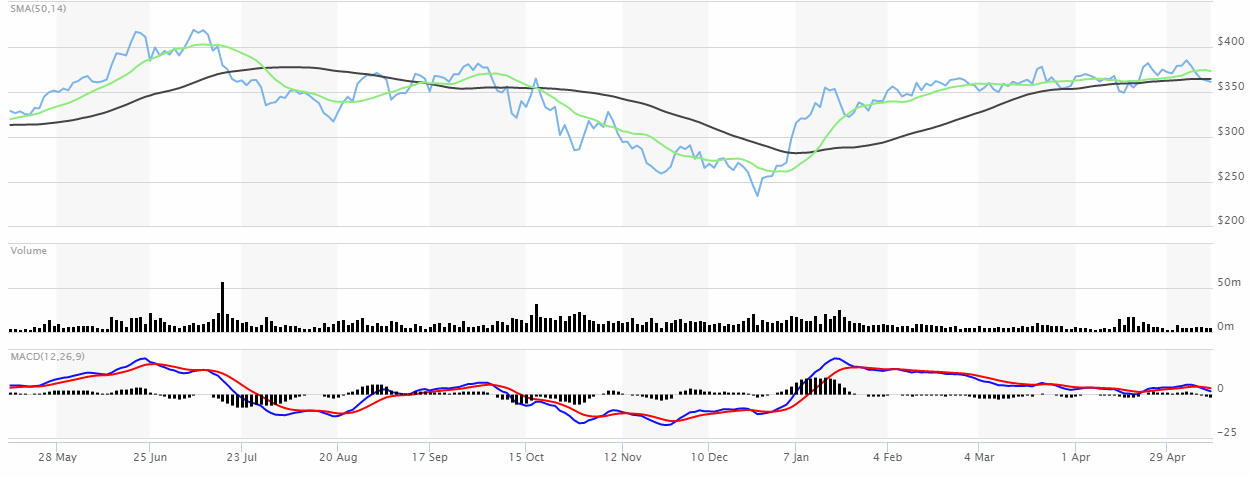 SMA(50,14)
$400
$350
$300
$250
$200
Volume
50m
0m
MACD(12,26,9)
0
-25
28 May 25 Jun 23 Jul 20 Aug 17 Sep 15 Oct 12 Nov 10 Dec 7 Jan 4 Feb 4 Mar 1 Apr 29 Apr